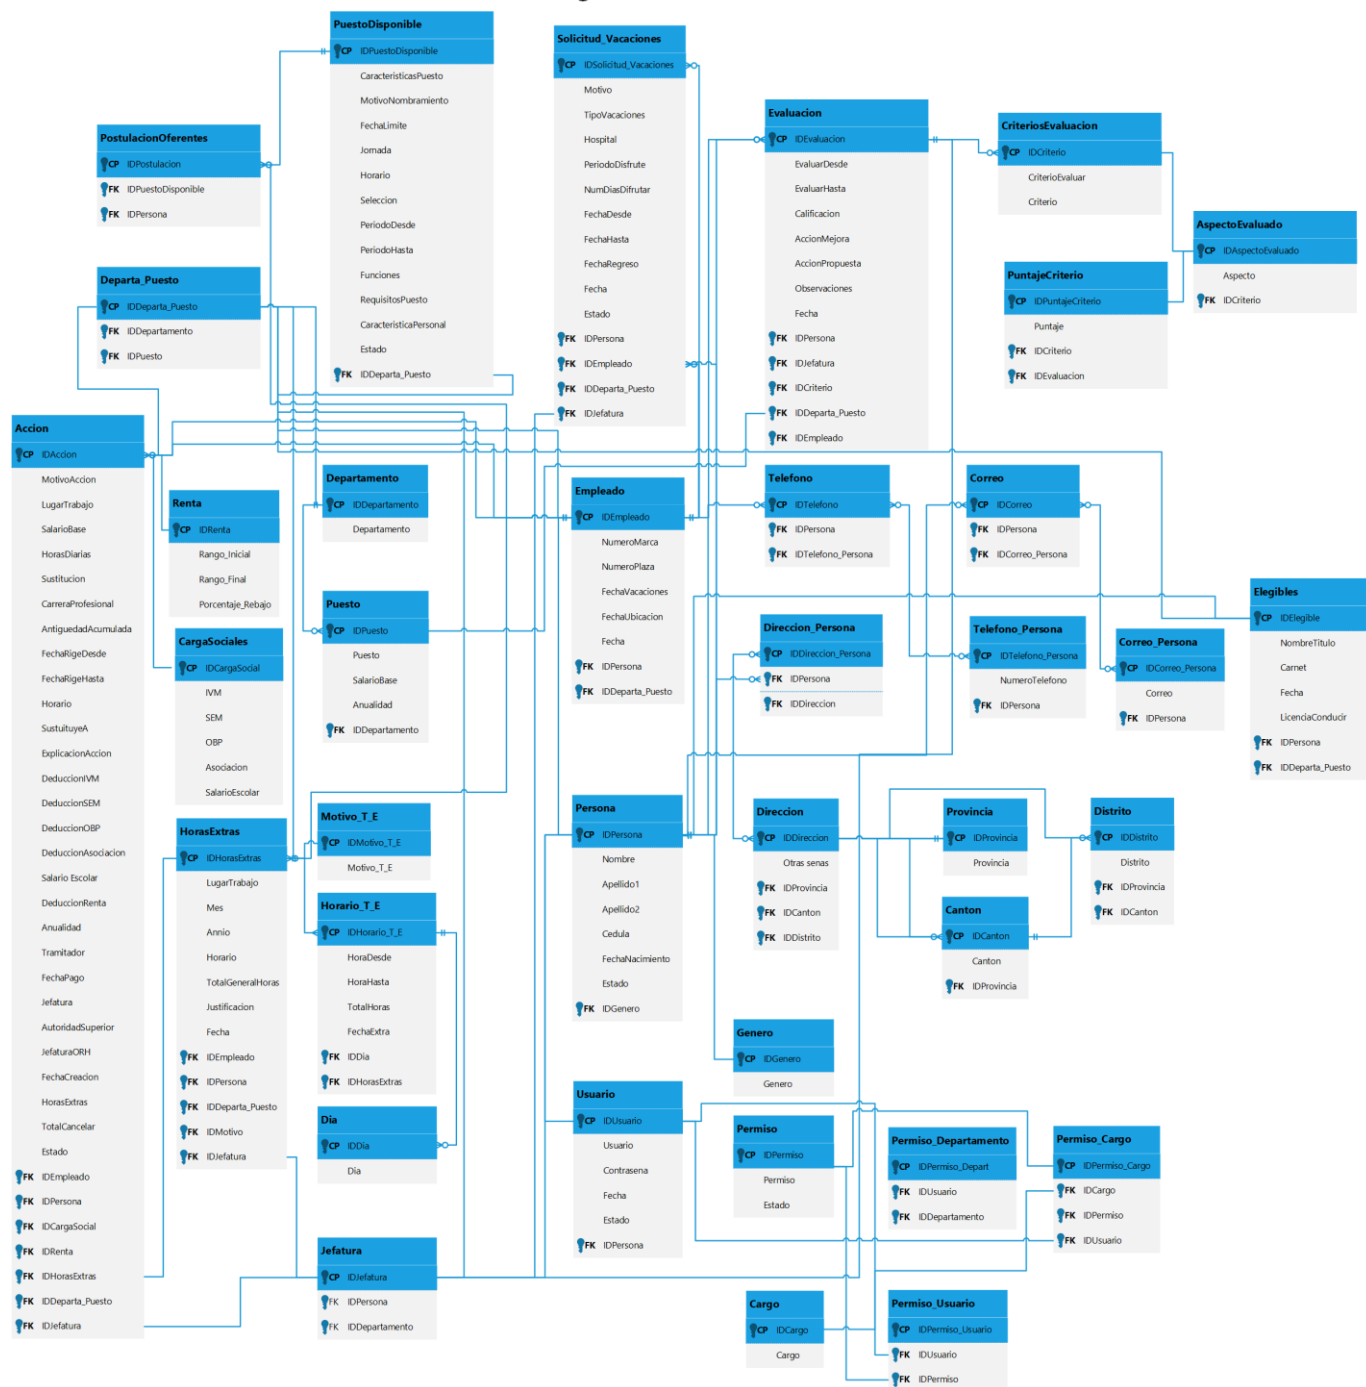 PuestoDisponible
CP IDPuestoDisponible
CaracteristicasPuesto
MotivoNombramiento
FechaLimite
Jornada
Horario
Seleccion
PeriodoDesde
PeriodoHasta
Funciones
RequisitosPuesto
CaracteristicaPersonal
Estado
FK IDDeparta_Puesto
Solicitud_Vacaciones
CP IDSolicitud_Vacaciones
Motivo
TipoVacaciones
Hospital
PeriodoDisfrute
NumDiasDisfrutar
FechaDesde
FechaHasta
FechaRegreso
Fecha
Estado
FK IDPersona
FK IDEmpleado
FK IDDeparta_Puesto
FK IDJefatura
Evaluacion
CP IDEvaluacion
EvaluarDesde
EvaluarHasta
Calificacion
AccionMejora
AccionPropuesta
Observaciones
Fecha
FK IDPersona
FK IDJefatura
FK IDCriterio
FK IDDeparta_Puesto
FK IDEmpleado
CriteriosEvaluacion
CP IDCriterio
CriterioEvaluar
Criterio
AspectoEvaluado
CP IDAspectoEvaluado
Aspecto
FK IDCriterio
PuntajeCriterio
CP IDPuntajeCriterio
Puntaje
FK IDCriterio
FK IDEvaluacion
PostulacionOferentes
CP IDPostulacion
FK IDPuestoDisponible
FK IDPersona
Departa_Puesto
CP IDDeparta_Puesto
FK IDDepartamento
FK IDPuesto
Accion
CP IDAccion
MotivoAccion
LugarTrabajo
SalarioBase
HorasDiarias
Sustitucion
CarreraProfesional
AntiguedadAcumulada
FechaRigeDesde
FechaRigeHasta
Horario
SustuituyeA
ExplicacionAccion
DeduccionIVM
DeduccionSEM
DeduccionOBP
DeduccionAsociacion
Salario Escolar
DeduccionRenta
Anualidad
Tramitador
FechaPago
Jefatura
AutoridadSuperior
JefaturaORH
FechaCreacion
HorasExtras
TotalCancelar
Estado
FK IDEmpleado
FK IDPersona
FK IDCargaSocial
FK IDRenta
FK IDHorasExtras
FK IDDeparta_Puesto
FK IDJefatura
Renta
CP IDRenta
Rango_Inicial
Rango_Final
Porcentaje_Rebajo
CargaSociales
CP IDCargaSocial
IVM
SEM
OBP
Asociacion
SalarioEscolar
HorasExtras
CP IDHorasExtras
LugarTrabajo
Mes
Annio
Horario
TotalGeneralHoras
Justificacion
Fecha
FK IDEmpleado
FK IDPersona
FK IDDeparta_Puesto
FK IDMotivo
FK IDJefatura
Departamento
CP IDDepartamento
Departamento
Puesto
CP IDPuesto
Puesto
SalarioBase
Anualidad
FK IDDepartamento
Motivo_T_E
CP IDMotivo_T_E
Motivo_T_E
Horario_T_E
CP IDHorario_T_E
HoraDesde
HoraHasta
TotalHoras
FechaExtra
FK IDDia
FK IDHorasExtras
Dia
CP IDDia
Dia
Jefatura
CP IDJefatura
FK IDPersona
FK IDDepartamento
Empleado
CP IDEmpleado
NumeroMarca
NumeroPlaza
FechaVacaciones
FechaUbicacion
Fecha
FK IDPersona
FK IDDeparta_Puesto
Persona
CP IDPersona
Nombre
Apellido1
Apellido2
Cedula
FechaNacimiento
Estado
FK IDGenero
Usuario
CP IDUsuario
Usuario
Contrasena
Fecha
Estado
FK IDPersona
Telefono
CP IDTelefono
FK IDPersona
FK IDTelefono_Persona
Correo
CP IDCorreo
FK IDPersona
FK IDCorreo_Persona
Direccion_Persona
CP IDDireccion_Persona
FK IDPersona
FK IDDireccion
Telefono_Persona
CP IDTelefono_Persona
NumeroTelefono
FK IDPersona
Correo_Persona
CP IDCorreo_Persona
Correo
FK IDPersona
Elegibles
CP IDElegible
NombreTitulo
Carnet
Fecha
LicenciaConducir
FK IDPersona
FK IDDeparta_Puesto
Direccion
CP IDDireccion
Otras senas
FK IDProvincia
FK IDCanton
FK IDDistrito
Provincia
CP IDProvincia
Provincia
Distrito
CP IDDistrito
Distrito
FK IDProvincia
FK IDCanton
Canton
CP IDCanton
Canton
FK IDProvincia
Genero
CP IDGenero
Genero
Permiso
CP IDPermiso
Permiso
Estado
Permiso_Departamento
CP IDPermiso_Depart
FK IDUsuario
FK IDDepartamento
Permiso_Cargo
CP IDPermiso_Cargo
FK IDCargo
FK IDPermiso
FK IDUsuario
Cargo
CP IDCargo
Cargo
Permiso_Usuario
CP IDPermiso_Usuario
FK IDUsuario
FK IDPermiso